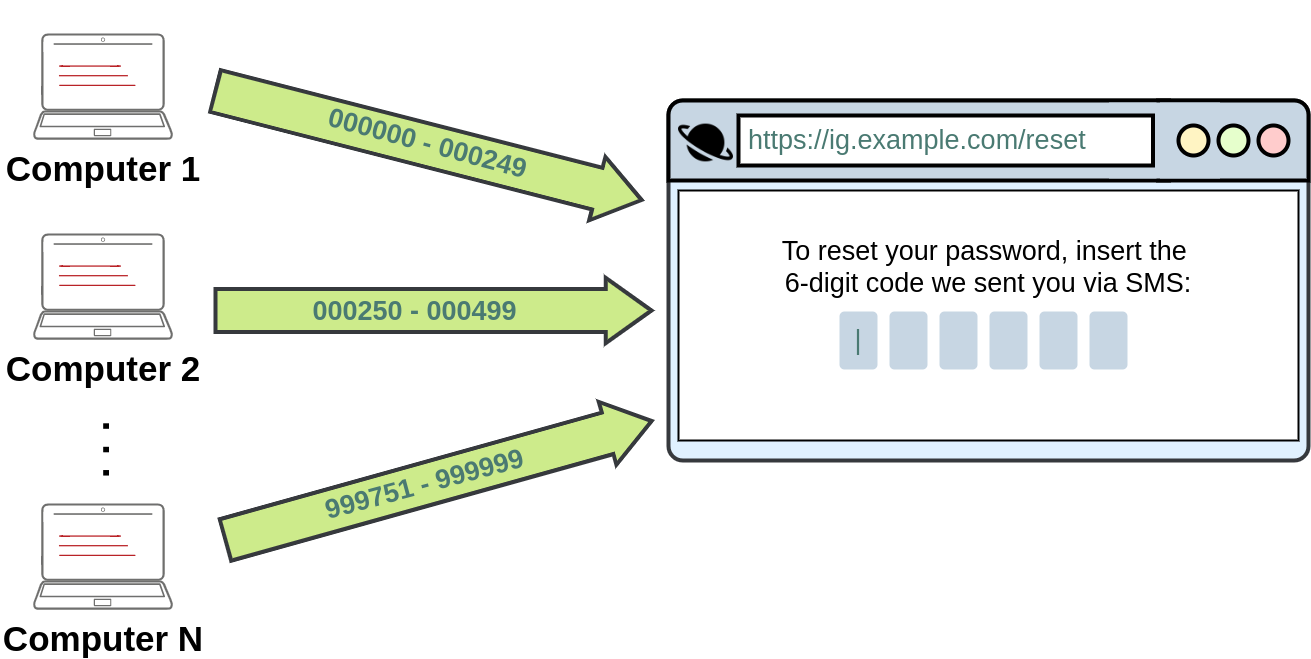 000000 - 000249
Computer 1
https://ig.example.com/reset
To reset your password, insert the
6-digit code we sent you via SMS:
000250 - 000499
Computer 2
999751 - 999999
Computer N